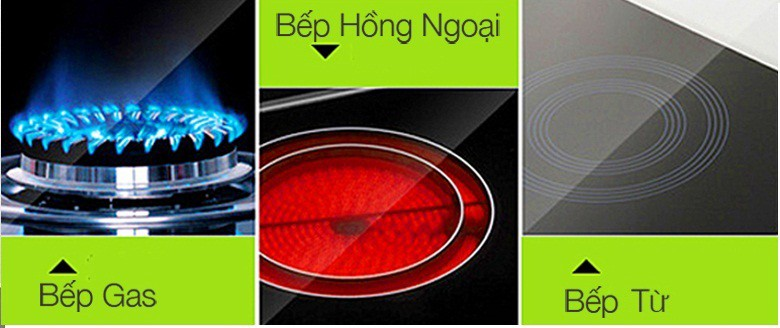 Bếp Hồng Ngoại
Bếp Gas
Bếp Từ